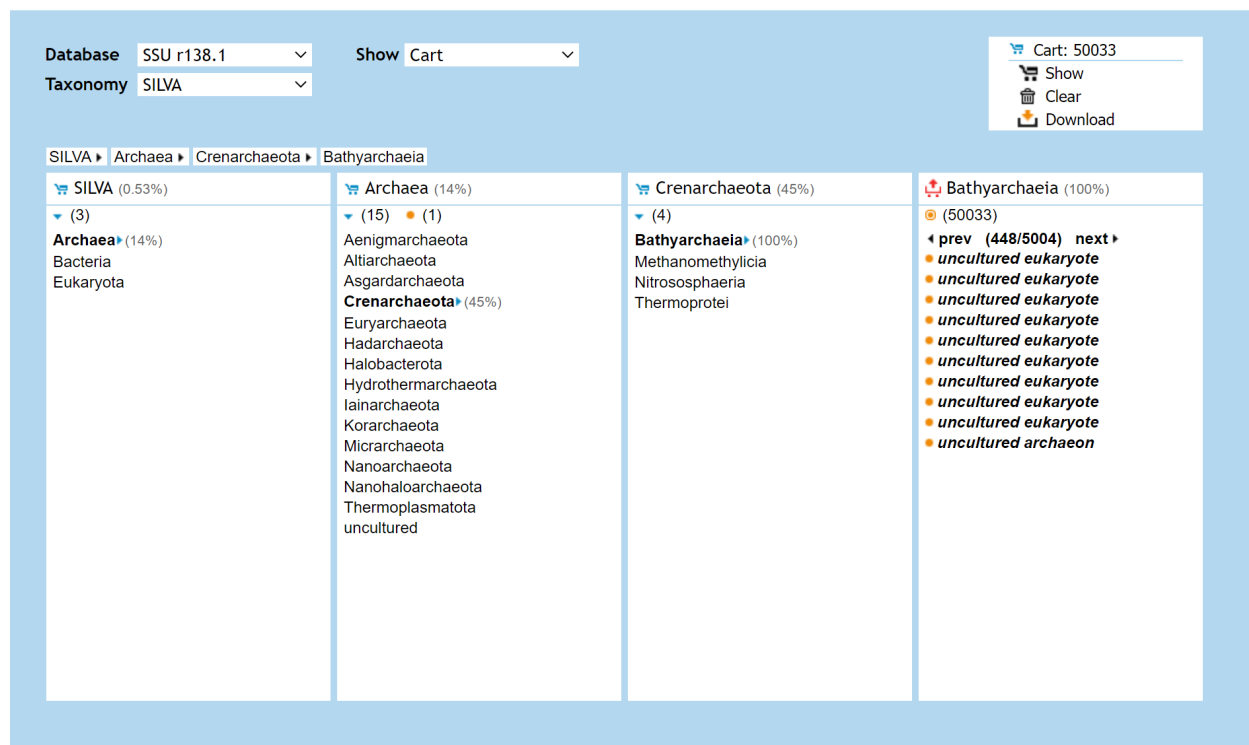 Database SSU r138.1 Show Cart
Taxonomy SILVA
Cart: 50033
Show
Clear
Download
SILVA Archaea Crenarchaeota Bathyarchaeia
SILVA (0.53%)
(3)
Archaea (14%)
Bacteria
Eukaryota
Archaea (14%)
(15) (1)
Aenigmarchaeota
Altiarchaeota
Asgardarchaeota
Crenarchaeota (45%)
Euryarchaeota
Hadarchaeota
Halobacterota
Hydrothermarchaeota
Iainarchaeota
Korarchaeota
Micrarchaeota
Nanoarchaeota
Nanohaloarchaeota
Thermoplasmatota
uncultured
Crenarchaeota (45%)
(4)
Bathyarchaeia (100%)
Methanomethylicia
Nitrososphaeria
Thermoprotei
Bathyarchaeia (100%)
(50033)
prev (448/5004) next
uncultured eukaryote
uncultured eukaryote
uncultured eukaryote
uncultured eukaryote
uncultured eukaryote
uncultured eukaryote
uncultured eukaryote
uncultured eukaryote
uncultured eukaryote
uncultured archaeon